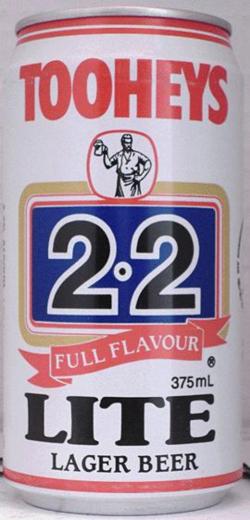 TOOHEYS
2·2
FULL FLAVOUR
®
375mL
LITE
LAGER BEER